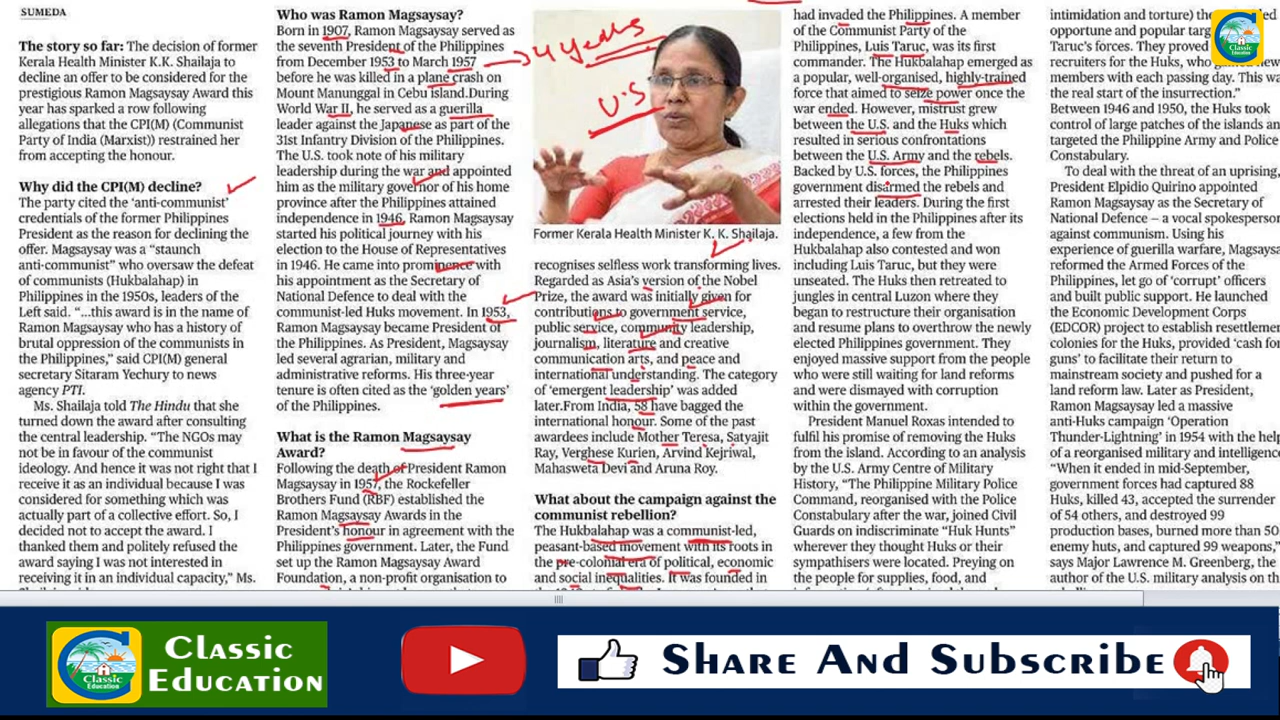 SUMEDA
The story so far: The decision of former
Kerala Health Minister K.K. Shailaja to
decline an offer to be considered for the
prestigious Ramon Magsaysay Award this
year has sparked a row following
allegations that the CPI(M) (Communist
Party of India (Marxist)) restrained her
from accepting the honour.
Why did the CPI(M) decline?
The party cited the ‘anti-communist’
credentials of the former Philippines
President as the reason for declining the
offer. Magsaysay was a “staunch
anti-communist” who oversaw the defeat
of communists (Hukbalahap) in
Philippines in the 1950s, leaders of the
Left said. “...this award is in the name of
Ramon Magsaysay who has a history of
brutal oppression of the communists in
the Philippines,” said CPI(M) general
secretary Sitaram Yechury to news
agency PTI.
Ms. Shailaja told The Hindu that she
turned down the award after consulting
the central leadership. “The NGOs may
not be in favour of the communist
ideology. And hence it was not right that I
receive it as an individual because I was
considered for something which was
actually part of a collective effort. So, I
decided not to accept the award. I
thanked them and politely refused the
award saying I was not interested in
receiving it in an individual capacity,” Ms.
Who was Ramon Magsaysay?
Born in 1907, Ramon Magsaysay served as
the seventh President of the Philippines
from December 1953 to March 1957
before he was killed in a plane crash on
Mount Manunggal in Cebu island.During
World War II, he served as a guerilla
leader against the Japanese as part of the
31st Infantry Division of the Philippines.
The U.S. took note of his military
leadership during the war and appointed
him as the military governor of his home
province after the Philippines attained
independence in 1946. Ramon Magsaysay
started his political journey with his
election to the House of Representatives
in 1946. He came into prominence with
his appointment as the Secretary of
National Defence to deal with the
communist-led Huks movement. In 1953,
Ramon Magsaysay became President of
the Philippines. As President, Magsaysay
led several agrarian, military and
administrative reforms. His three-year
tenure is often cited as the ‘golden years’
of the Philippines.
What is the Ramon Magsaysay
Award?
Following the death of President Ramon
Magsaysay in 1957, the Rockefeller
Brothers Fund (RBF) established the
Ramon Magsaysay Awards in the
President’s honour in agreement with the
Philippines government. Later, the Fund
set up the Ramon Magsaysay Award
Foundation, a non-profit organisation to
4 years
U.S
Former Kerala Health Minister K. K. Shailaja.
recognises selfless work transforming lives.
Regarded as Asia’s version of the Nobel
Prize, the award was initially given for
contributions to government service,
public service, community leadership,
journalism, literature and creative
communication arts, and peace and
international understanding. The category
of ‘emergent leadership’ was added
later.From India, 58 have bagged the
international honour. Some of the past
awardees include Mother Teresa, Satyajit
Ray, Verghese Kurien, Arvind Kejriwal,
Mahasweta Devi and Aruna Roy.
What about the campaign against the
communist rebellion?
The Hukbalahap was a communist-led,
peasant-based movement with its roots in
the pre-colonial era of political, economic
and social inequalities. It was founded in
had invaded the Philippines. A member
of the Communist Party of the
Philippines, Luis Taruc, was its first
commander. The Hukbalahap emerged as
a popular, well-organised, highly-trained
force that aimed to seize power once the
war ended. However, mistrust grew
between the U.S. and the Huks which
resulted in serious confrontations
between the U.S. Army and the rebels.
Backed by U.S. forces, the Philippines
government disarmed the rebels and
arrested their leaders. During the first
elections held in the Philippines after its
independence, a few from the
Hukbalahap also contested and won
including Luis Taruc, but they were
unseated. The Huks then retreated to
jungles in central Luzon where they
began to restructure their organisation
and resume plans to overthrow the newly
elected Philippines government. They
enjoyed massive support from the people
who were still waiting for land reforms
and were dismayed with corruption
within the government.
President Manuel Roxas intended to
fulfil his promise of removing the Huks
from the island. According to an analysis
by the U.S. Army Centre of Military
History, “The Philippine Military Police
Command, reorganised with the Police
Constabulary after the war, joined Civil
Guards on indiscriminate “Huk Hunts”
wherever they thought Huks or their
sympathisers were located. Preying on
the people for supplies, food, and
intimidation and torture) they
opportune and popular
Taruc’s forces. They proved
recruiters for the Huks, who
members with each passing day. This wa
the real start of the insurrection.”
Between 1946 and 1950, the Huks took
control of large patches of the islands an
targeted the Philippine Army and Police
Constabulary.
To deal with the threat of an uprising,
President Elpidio Quirino appointed
Ramon Magsaysay as the Secretary of
National Defence – a vocal spokesperson
against communism. Using his
experience of guerilla warfare, Magsaysa
reformed the Armed Forces of the
Philippines, let go of ‘corrupt’ officers
and built public support. He launched
the Economic Development Corps
(EDCOR) project to establish resettlemen
colonies for the Huks, provided ‘cash for
guns’ to facilitate their return to
mainstream society and pushed for a
land reform law. Later as President,
Ramon Magsaysay led a massive
anti-Huks campaign ‘Operation
Thunder-Lightning’ in 1954 with the help
of a reorganised military and intelligence
“When it ended in mid-September,
government forces had captured 88
Huks, killed 43, accepted the surrender
of 54 others, and destroyed 99
production bases, burned more than 50
enemy huts, and captured 99 weapons,”
says Major Lawrence M. Greenberg, the
author of the U.S. military analysis on th
Classic
Education
Classic
Education
Classic
Education
Share And Subscribe